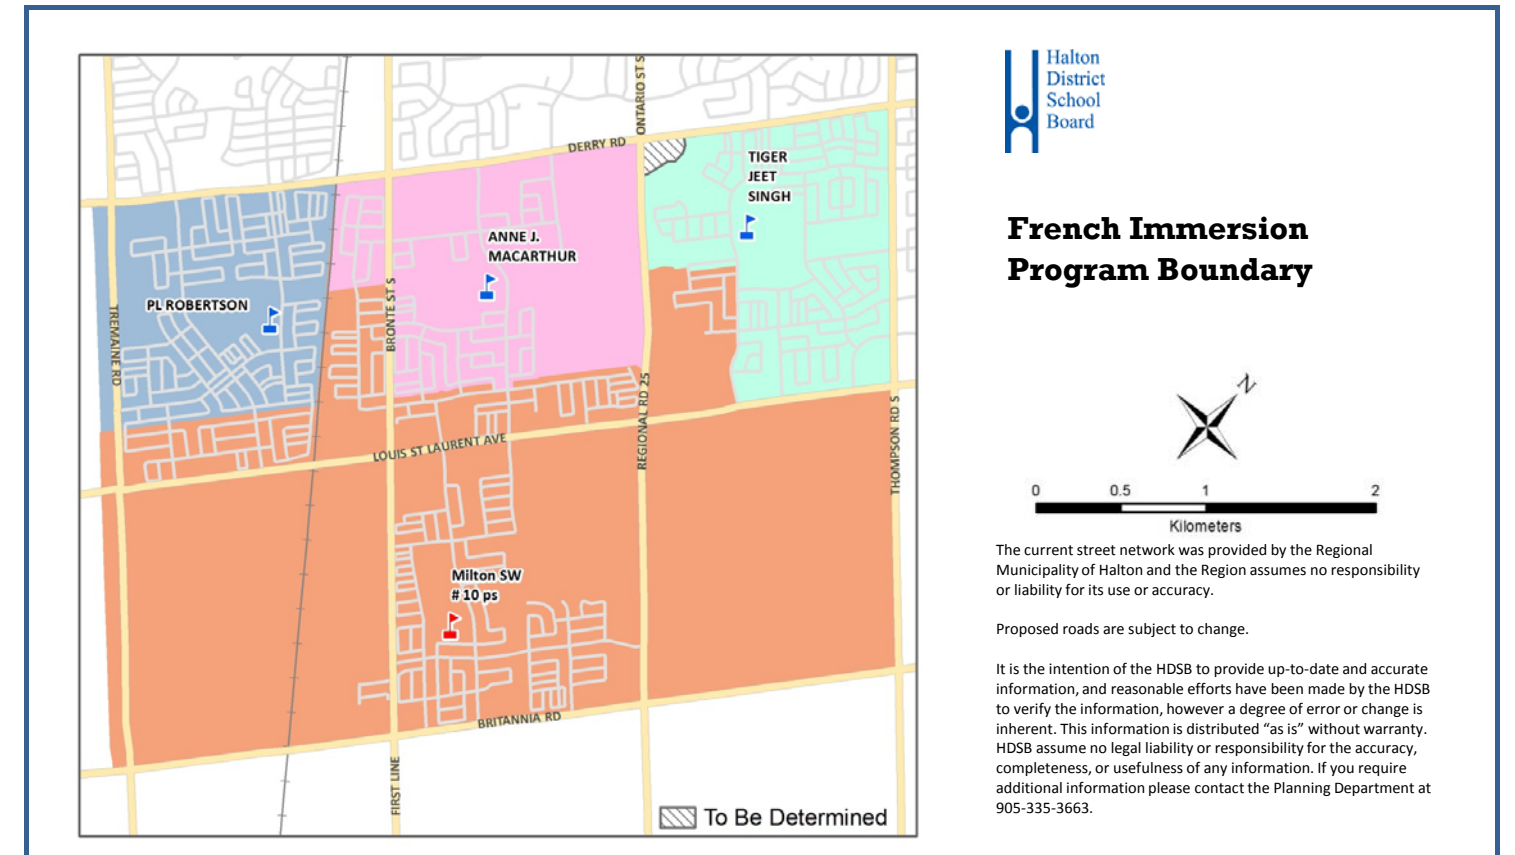 ONTARIO ST S
DERRY RD
TIGER
JEET
SINGH
ANNE J.
MACARTHUR
PL ROBERTSON
TREMAINE RD
BRONTE ST S
REGIONAL RD 25
THOMPSON RD S
LOUIS ST LAURENT AVE
Milton SW
# 10 ps
BRITANNIA RD
FIRST LINE
To Be Determined
Halton
District
School
Board
French Immersion
Program Boundary
N
0 0.5 1 2
Kilometers
The current street network was provided by the Regional
Municipality of Halton and the Region assumes no responsibility
or liability for its use or accuracy.
Proposed roads are subject to change.
It is the intention of the HDSB to provide up-to-date and accurate
information, and reasonable efforts have been made by the HDSB
to verify the information, however a degree of error or change is
inherent. This information is distributed “as is” without warranty.
HDSB assume no legal liability or responsibility for the accuracy,
completeness, or usefulness of any information. If you require
additional information please contact the Planning Department at
905-335-3663.